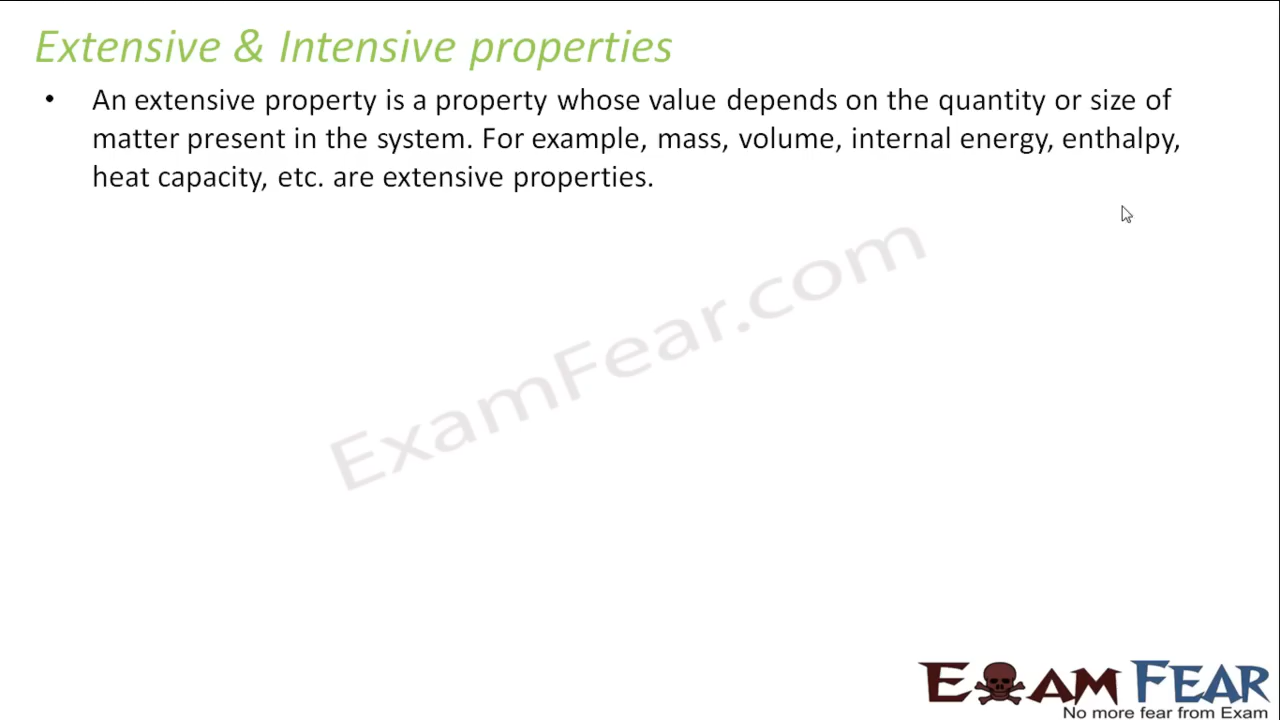 Extensive & Intensive properties
• An extensive property is a property whose value depends on the quantity or size of
matter present in the system. For example, mass, volume, internal energy, enthalpy,
heat capacity, etc. are extensive properties.
ExamFear.com
EXAM FEAR
No more fear from Exam